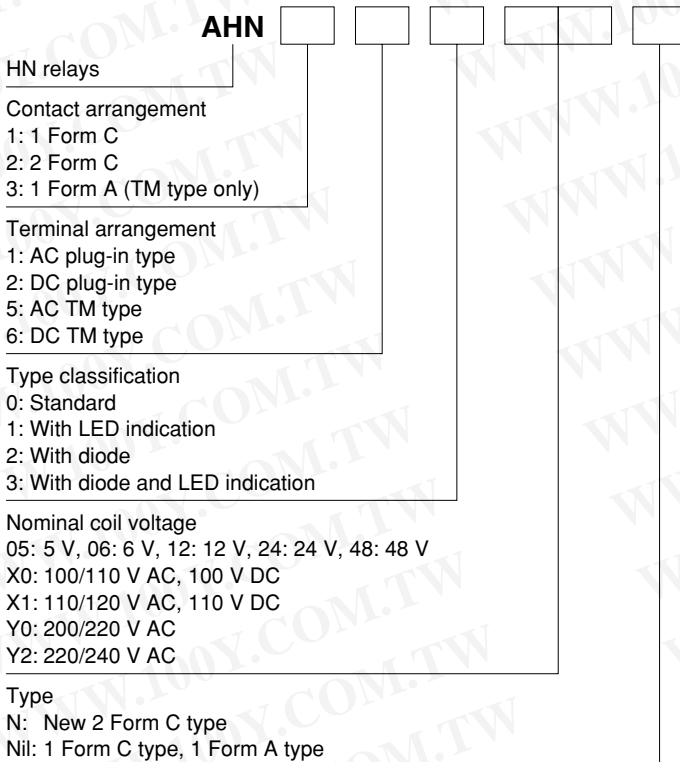 AHN
HN relays
Contact arrangement
1: 1 Form C
2: 2 Form C
3: 1 Form A (TM type only)
Terminal arrangement
1: AC plug-in type
2: DC plug-in type
5: AC TM type
6: DC TM type
Type classification
0: Standard
1: With LED indication
2: With diode
3: With diode and LED indication
Nominal coil voltage
05: 5 V, 06: 6 V, 12: 12 V, 24: 24 V, 48: 48 V
X0: 100/110 V AC, 100 V DC
X1: 110/120 V AC, 110 V DC
Y0: 200/220 V AC
Y2: 220/240 V AC
Type
N: New 2 Form C type
Nil: 1 Form C type, 1 Form A type
WWW.100Y.COM.TW